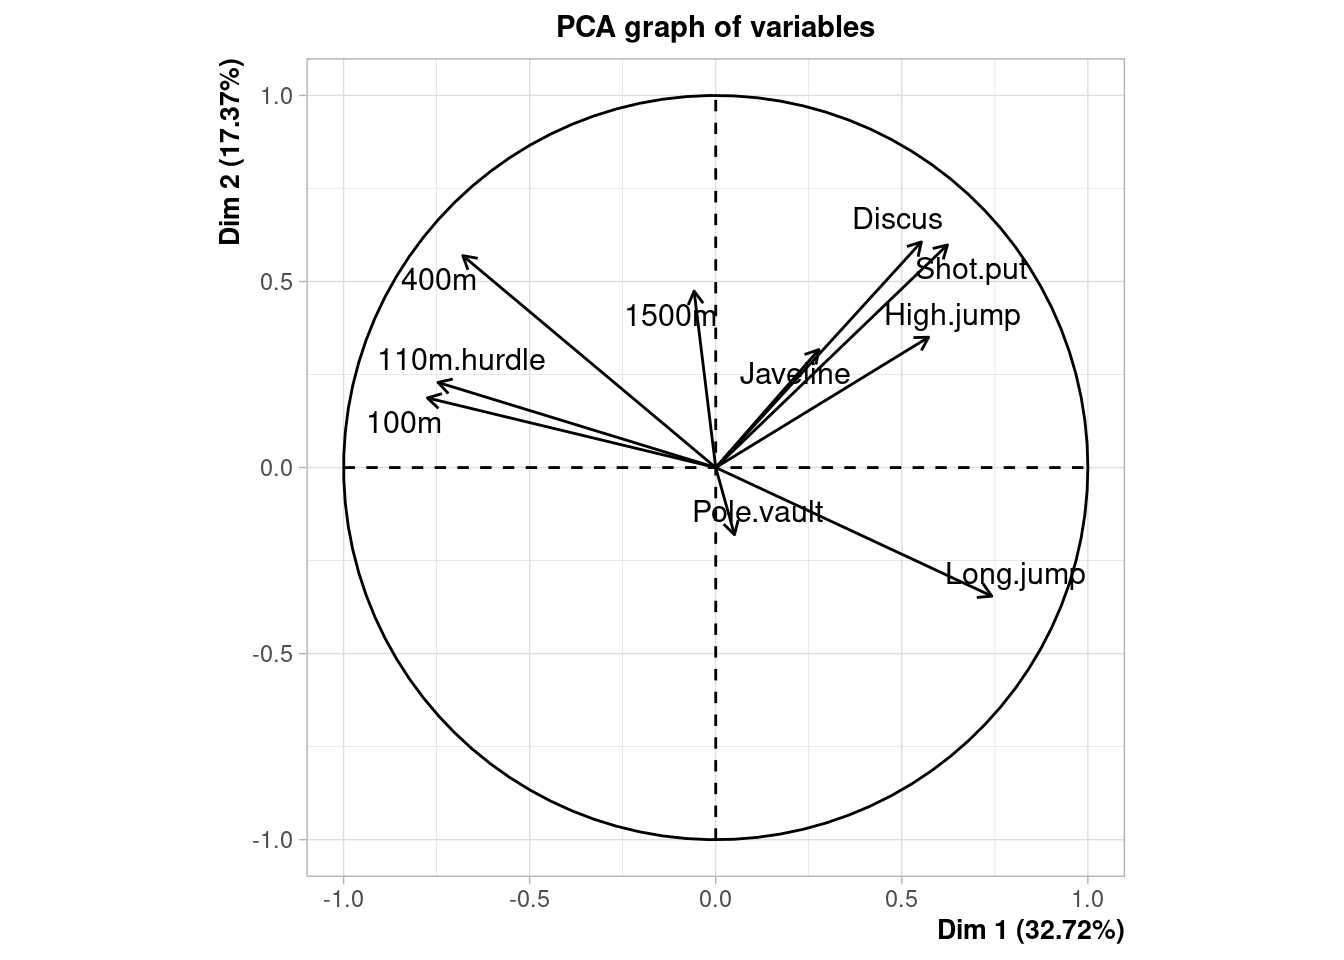 PCA graph of variables
Dim 2 (17.37%)
1.0
0.5
0.0
-0.5
-1.0
Discus
Shot.put
400m
1500m
High.jump
110m.hurdle
Javeline
100m
Pole.vault
Long.jump
-1.0
-0.5
0.0
0.5
1.0
Dim 1 (32.72%)